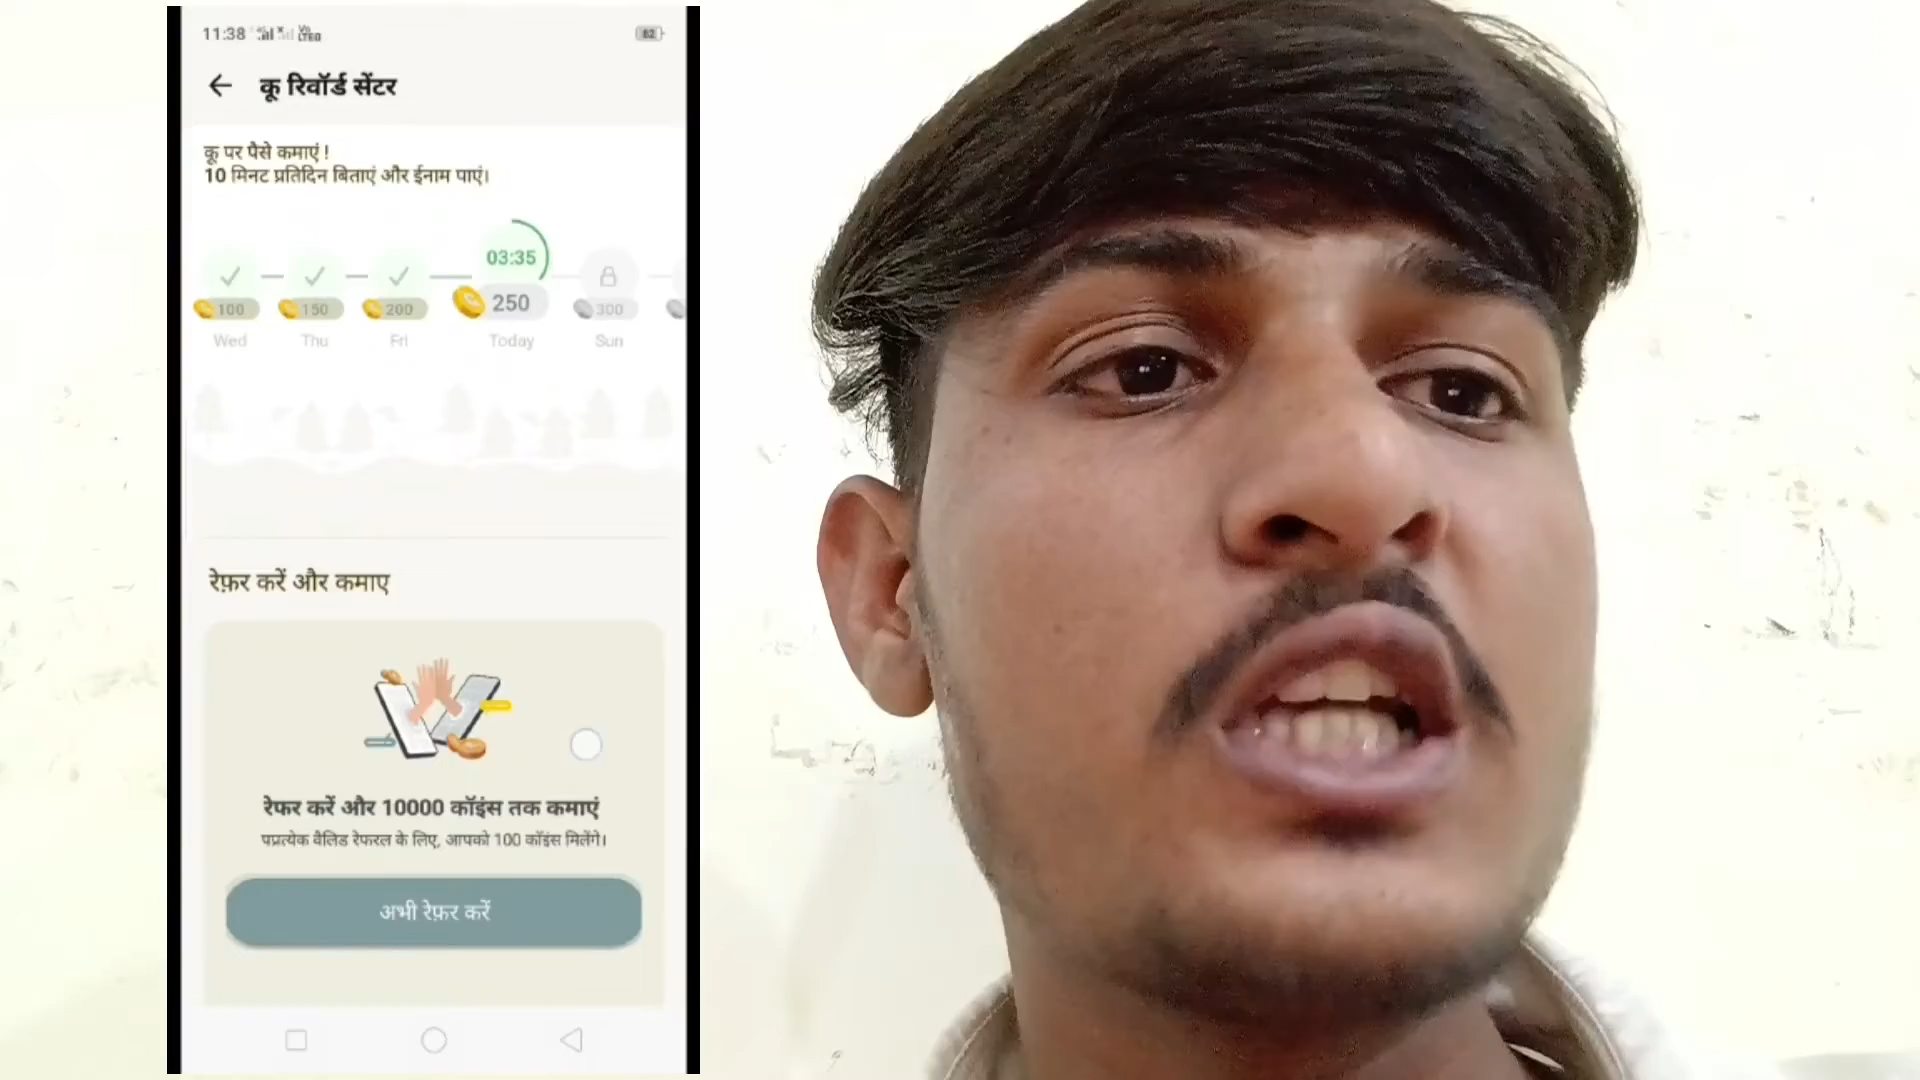 11:38
82
कू रिवॉर्ड सेंटर
कू पर पैसे कमाएं !
10 मिनट प्रतिदिन बिताएं और ईनाम पाएं।
03:35
100 150 200 250 300
Wed Thu Fri Today Sun
रेफ़र करें और कमाए
रेफर करें और 10000 कॉइंस तक कमाएं
पप्रत्येक वैलिड रेफरल के लिए, आपको 100 कॉइंस मिलेंगे।
अभी रेफ़र करें